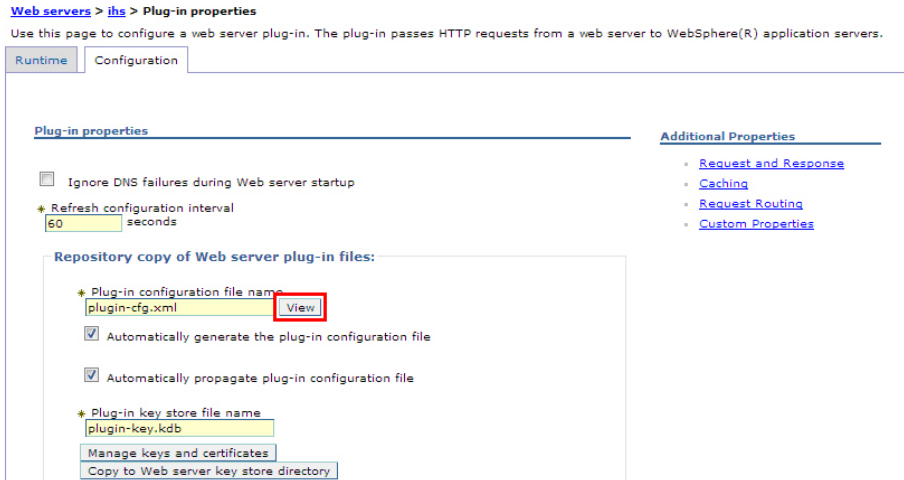 Web servers > ihs > Plug-in properties
Use this page to configure a web server plug-in. The plug-in passes HTTP requests from a web server to WebSphere(R) application servers.
Runtime Configuration
Plug-in properties
Ignore DNS failures during Web server startup
* Refresh configuration interval
60 seconds
Repository copy of Web server plug-in files:
* Plug-in configuration file name
plugin-cfg.xml View
Automatically generate the plug-in configuration file
Automatically propagate plug-in configuration file
* Plug-in key store file name
plugin-key.kdb
Manage keys and certificates
Copy to Web server key store directory
Additional Properties
Request and Response
Caching
Request Routing
Custom Properties